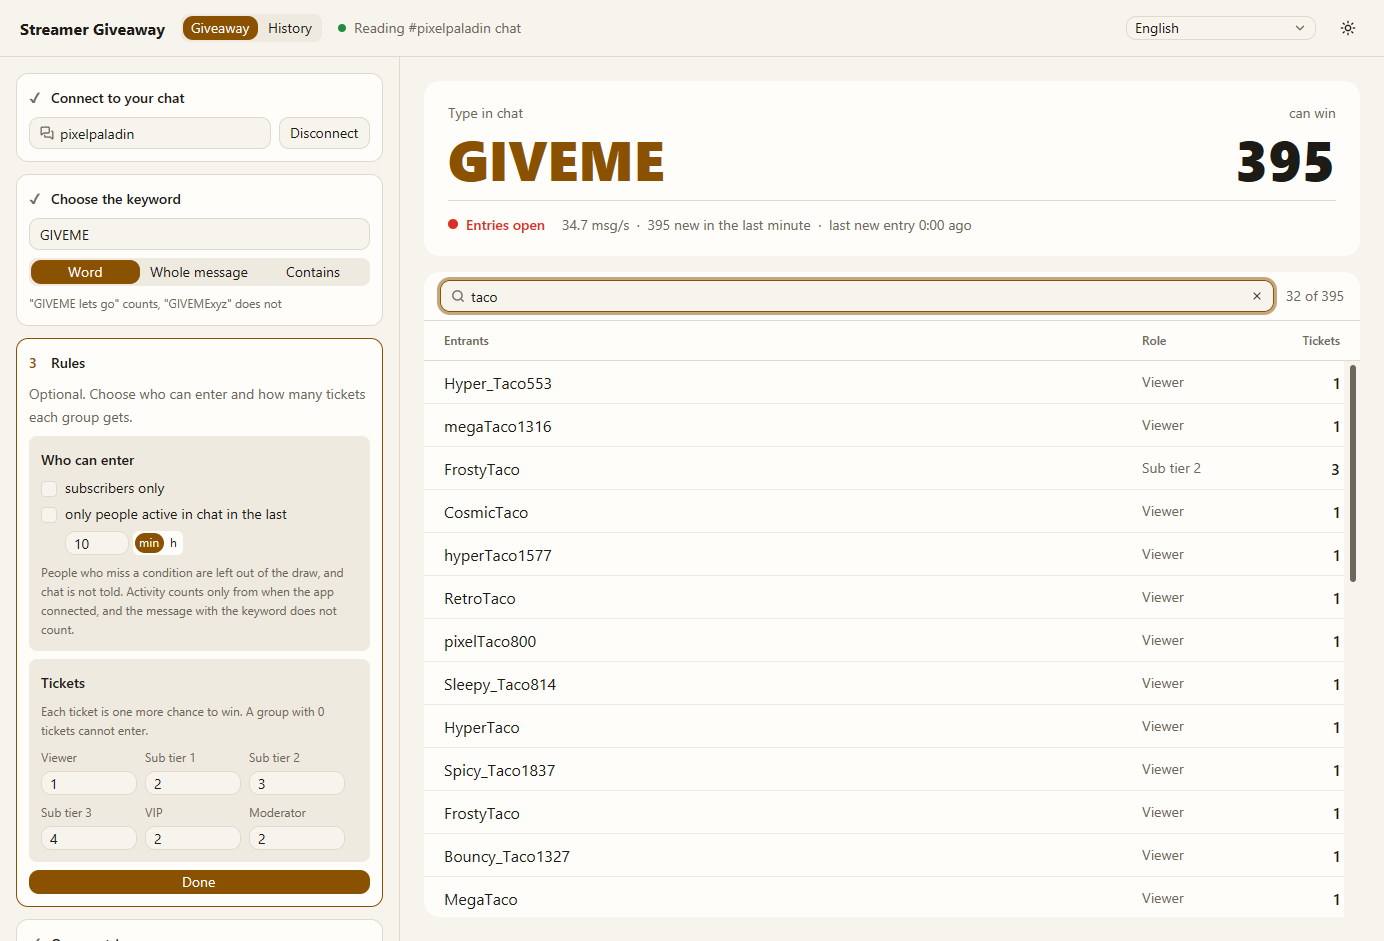 Streamer Giveaway
Giveaway
History
Reading #pixelpaladin chat
English
✓ Connect to your chat
pixelpaladin
Disconnect
✓ Choose the keyword
GIVEME
Word
Whole message
Contains
"GIVEME lets go" counts, "GIVEMExyz" does not
3 Rules
Optional. Choose who can enter and how many tickets
each group gets.
Who can enter
subscribers only
only people active in chat in the last
10
min
h
People who miss a condition are left out of the draw, and
chat is not told. Activity counts only from when the app
connected, and the message with the keyword does not
count.
Tickets
Each ticket is one more chance to win. A group with 0
tickets cannot enter.
Viewer Sub tier 1 Sub tier 2
1 2 3
Sub tier 3 VIP Moderator
4 2 2
Done
Type in chat
can win
GIVEME
395
Entries open 34.7 msg/s · 395 new in the last minute · last new entry 0:00 ago
taco
32 of 395
Entrants Role Tickets
Hyper_Taco553 Viewer 1
megaTaco1316 Viewer 1
FrostyTaco Sub tier 2 3
CosmicTaco Viewer 1
hyperTaco1577 Viewer 1
RetroTaco Viewer 1
pixelTaco800 Viewer 1
Sleepy_Taco814 Viewer 1
HyperTaco Viewer 1
Spicy_Taco1837 Viewer 1
FrostyTaco Viewer 1
Bouncy_Taco1327 Viewer 1
MegaTaco Viewer 1